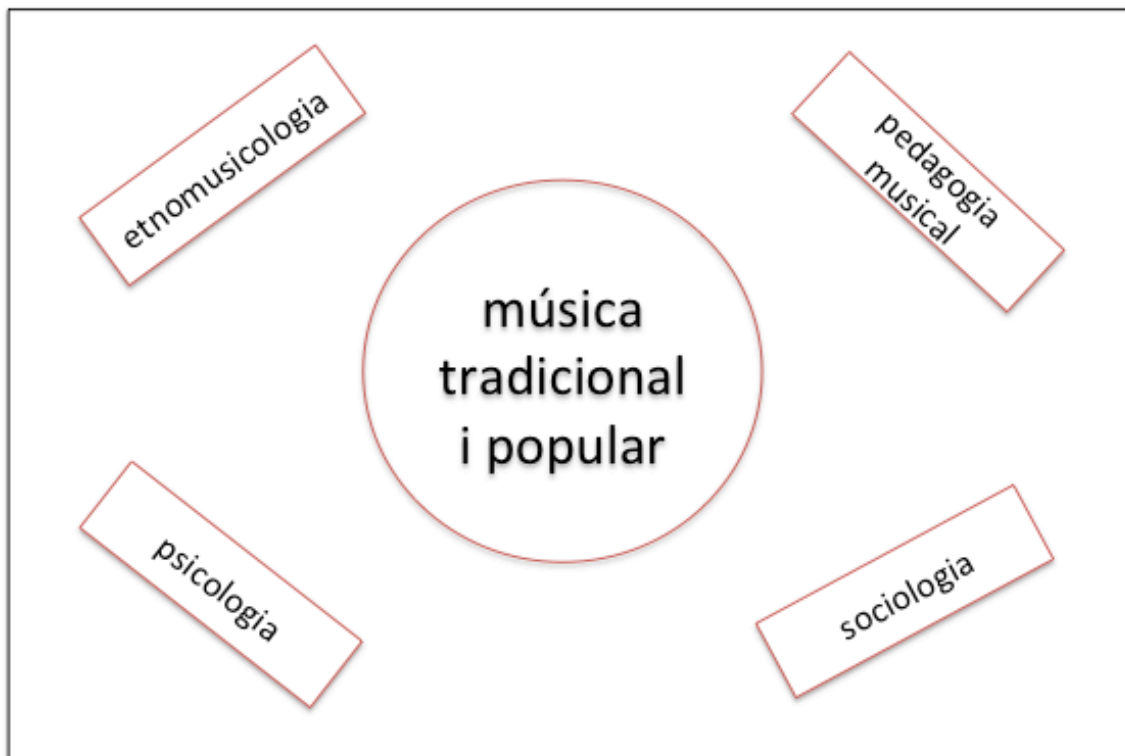 etnomusicologia
pedagogia
musical
música
tradicional
i popular
psicologia
sociologia